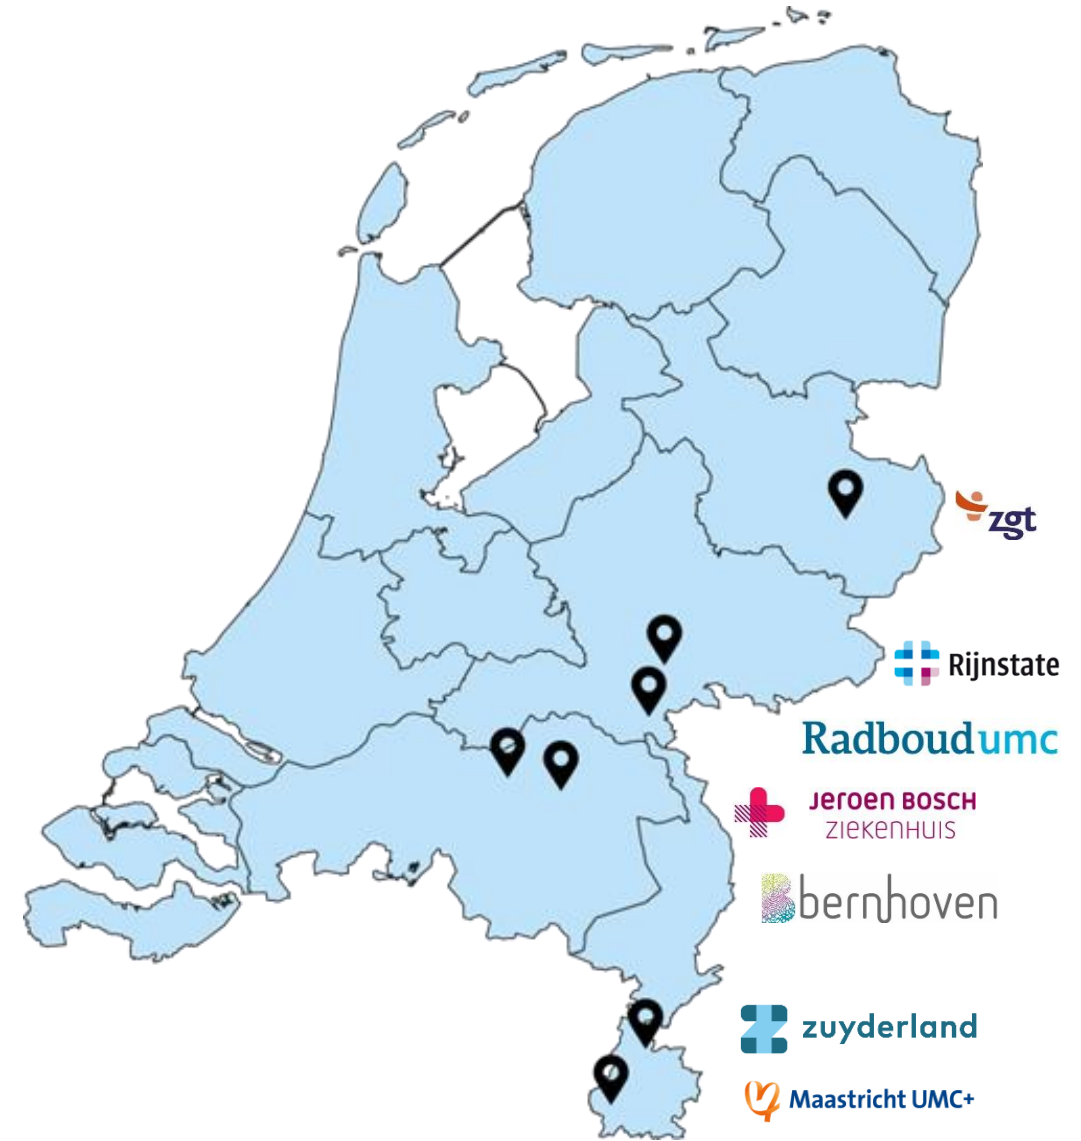 zgt
Rijnstate
Radboudumc
JEROEN BOSCH
ZIEKENHUIS
bernhoven
zuyderland
Maastricht UMC+